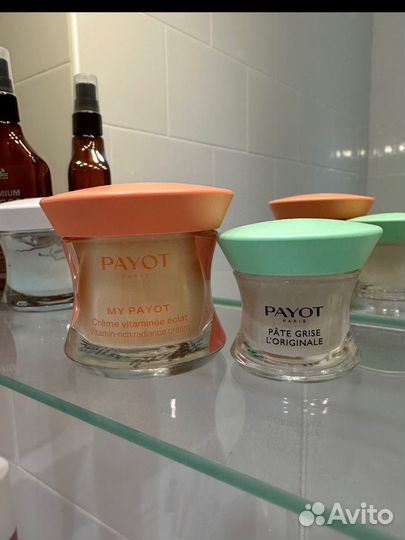 PAYOT
PARIS
MY PAYOT
Crème vitaminée éclat
Vitamin-rich radiance cream
PAYOT
PARIS
PÂTE GRISE
L'ORIGINALE
Avito